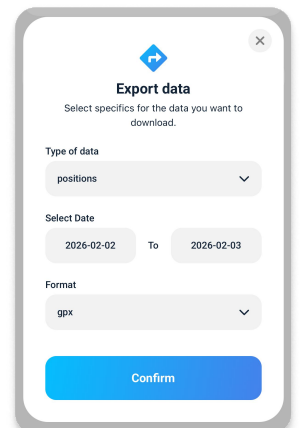 Export data
Select specifics for the data you want to
download.
Type of data
positions
Select Date
2026-02-02 To 2026-02-03
Format
gpx
Confirm